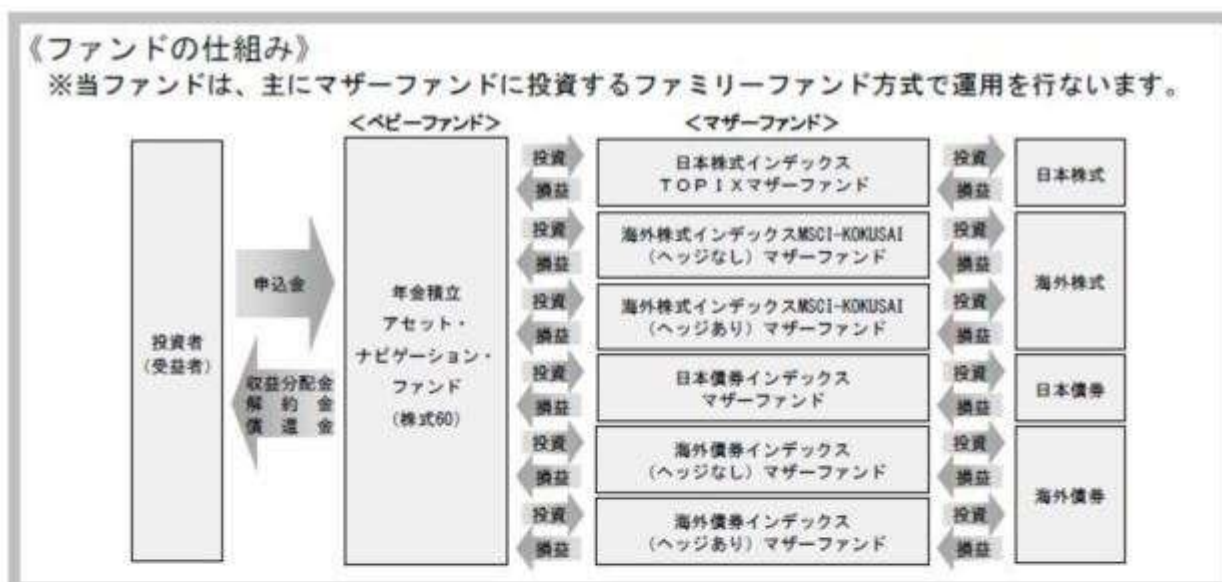 《ファンドの仕組み》
※当ファンドは、主にマザーファンドに投資するファミリーファンド方式で運用を行ないます。
＜ベビーファンド＞
＜マザーファンド＞
投資者
（受益者）
申込金
収益分配金
解約金
償還金
年金積立
アセット・
ナビゲーション・
ファンド
（株式60）
投資
損益
日本株式インデックス
ＴＯＰＩＸマザーファンド
投資
損益
日本株式
投資
損益
海外株式インデックスMSCI-KOKUSAI
（ヘッジなし）マザーファンド
投資
損益
投資
損益
海外株式インデックスMSCI-KOKUSAI
（ヘッジあり）マザーファンド
投資
損益
海外株式
投資
損益
日本債券インデックス
マザーファンド
投資
損益
日本債券
投資
損益
海外債券インデックス
（ヘッジなし）マザーファンド
投資
損益
投資
損益
海外債券インデックス
（ヘッジあり）マザーファンド
投資
損益
海外債券